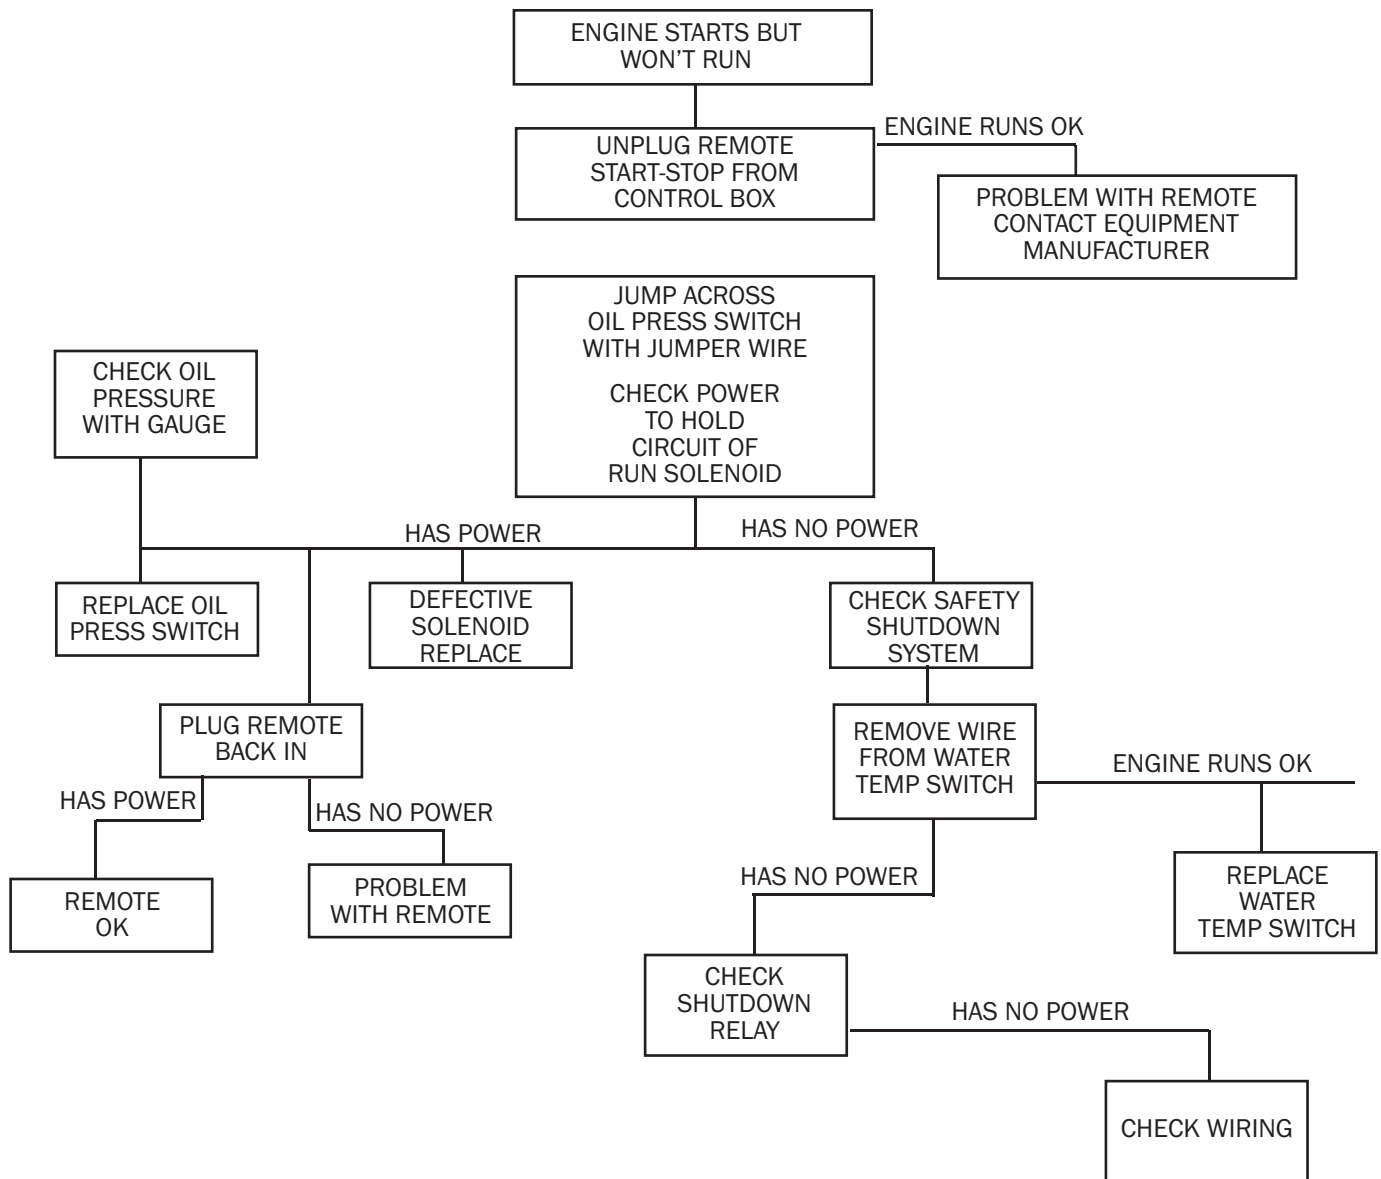 ENGINE STARTS BUT
WON'T RUN
ENGINE RUNS OK
UNPLUG REMOTE
START-STOP FROM
CONTROL BOX
PROBLEM WITH REMOTE
CONTACT EQUIPMENT
MANUFACTURER
JUMP ACROSS
OIL PRESS SWITCH
WITH JUMPER WIRE
CHECK POWER
TO HOLD
CIRCUIT OF
RUN SOLENOID
CHECK OIL
PRESSURE
WITH GAUGE
HAS POWER
HAS NO POWER
REPLACE OIL
PRESS SWITCH
DEFECTIVE
SOLENOID
REPLACE
CHECK SAFETY
SHUTDOWN
SYSTEM
PLUG REMOTE
BACK IN
REMOVE WIRE
FROM WATER
TEMP SWITCH
ENGINE RUNS OK
HAS POWER
HAS NO POWER
REMOTE
OK
PROBLEM
WITH REMOTE
HAS NO POWER
REPLACE
WATER
TEMP SWITCH
CHECK
SHUTDOWN
RELAY
HAS NO POWER
CHECK WIRING